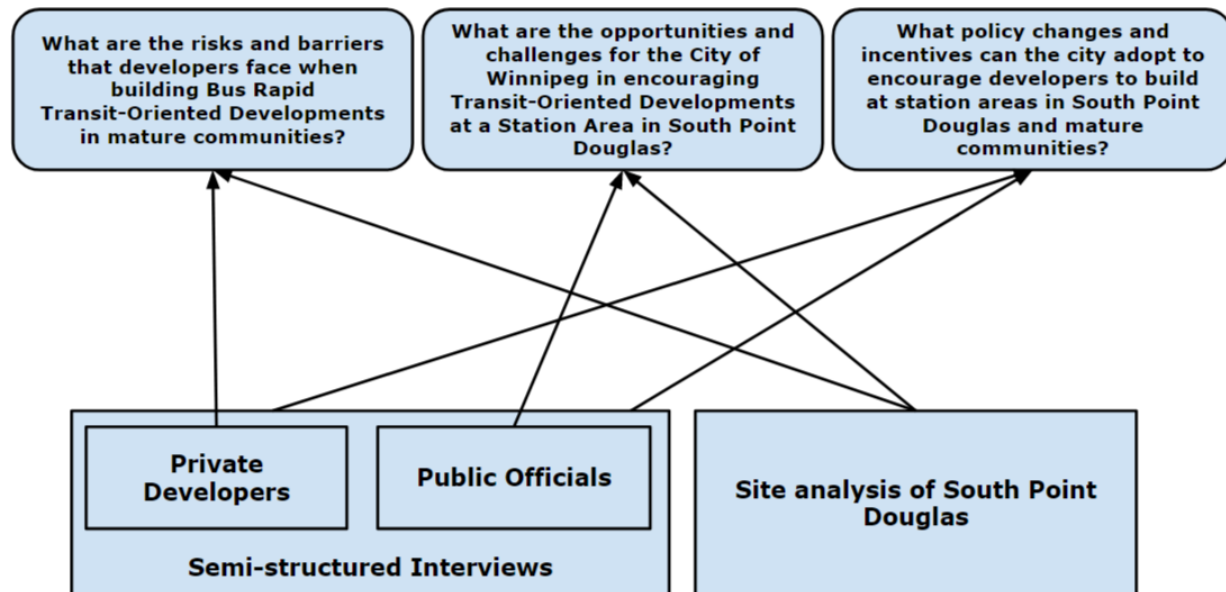 What are the risks and barriers
that developers face when
building Bus Rapid
Transit-Oriented Developments
in mature communities?
What are the opportunities and
challenges for the City of
Winnipeg in encouraging
Transit-Oriented Developments
at a Station Area in South Point
Douglas?
What policy changes and
incentives can the city adopt to
encourage developers to build
at station areas in South Point
Douglas and mature
communities?
Private
Developers
Public Officials
Semi-structured Interviews
Site analysis of South Point
Douglas